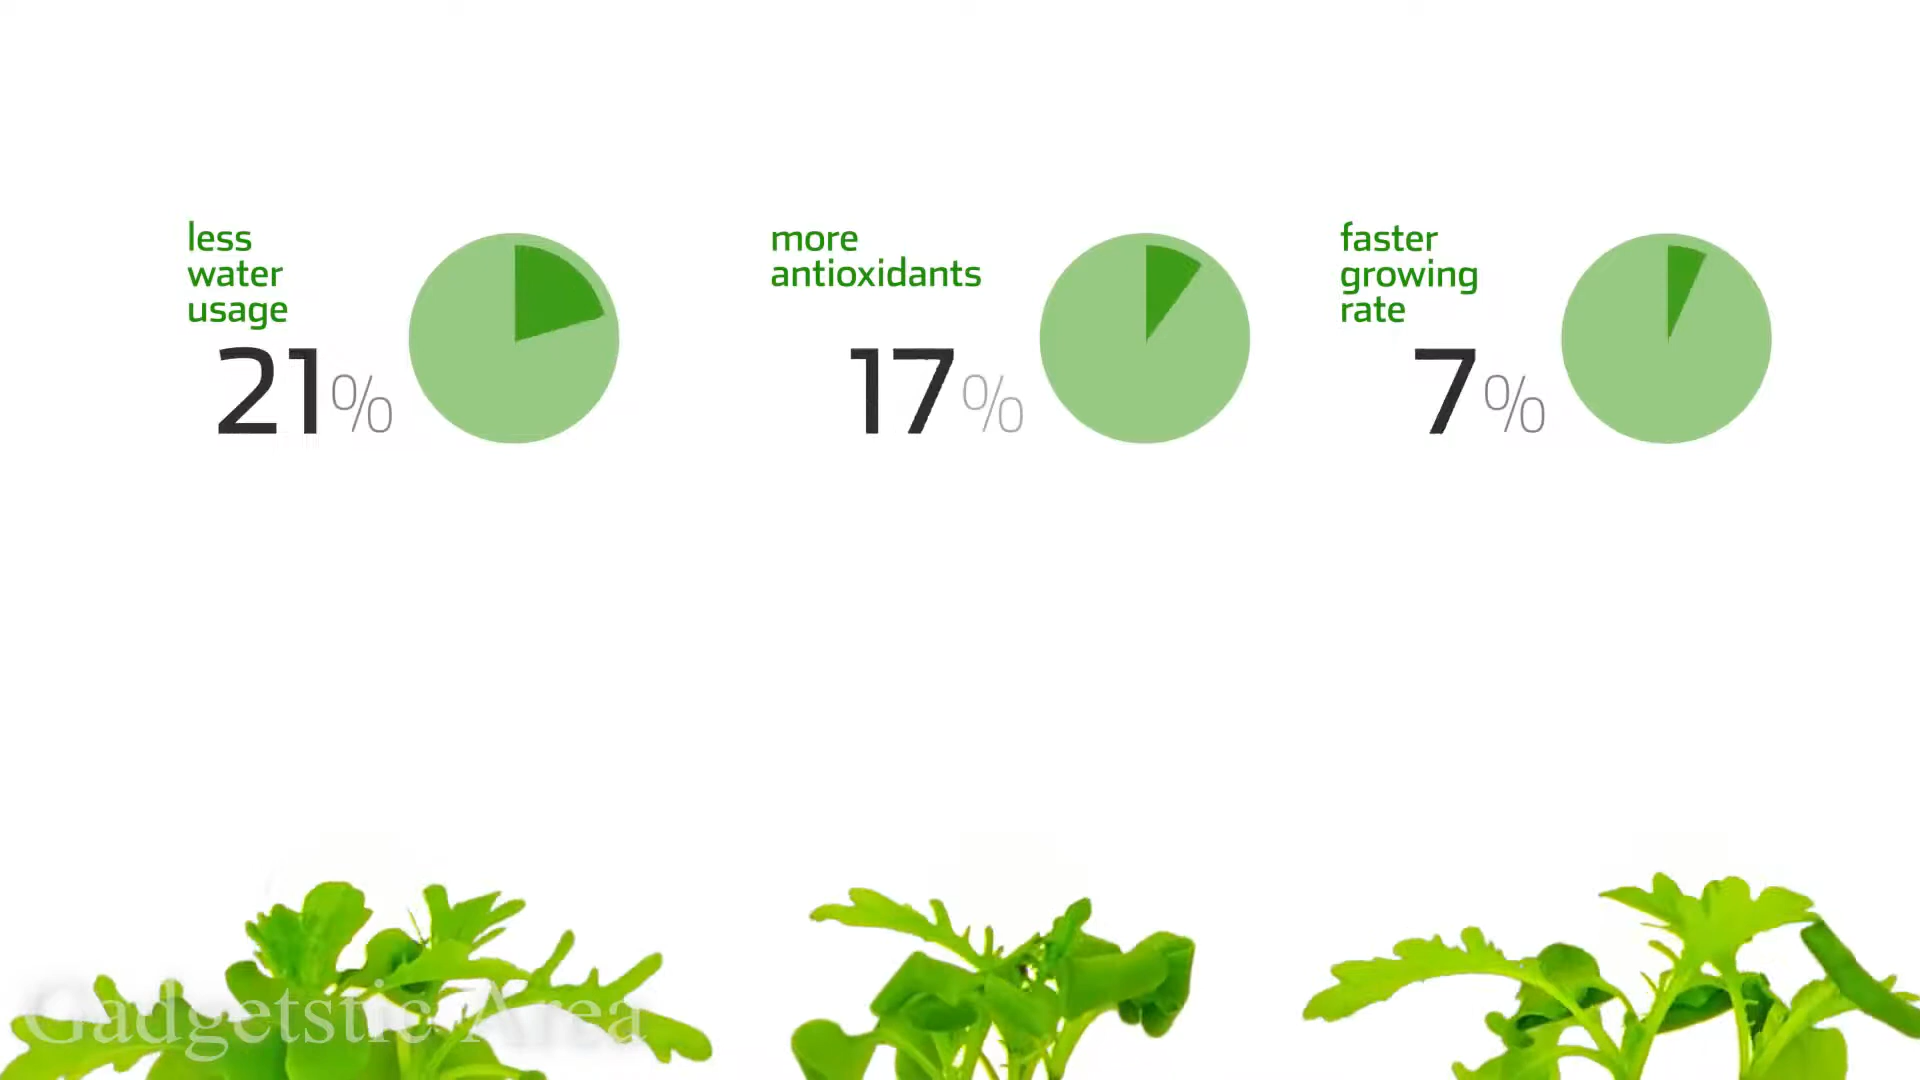 less
water
usage
21%
more
antioxidants
17%
faster
growing
rate
7%
Gadgetstic Area